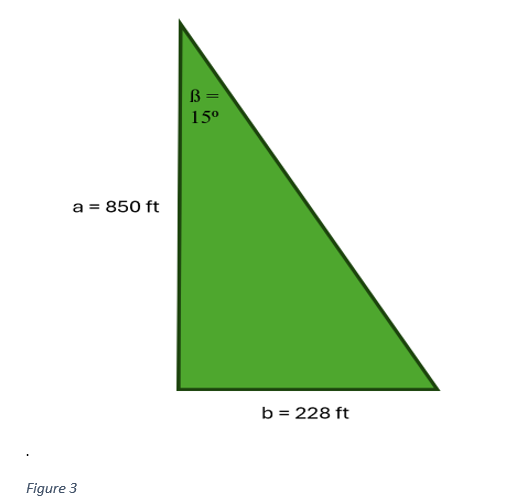 ß =
15º
a = 850 ft
b = 228 ft
.
Figure 3